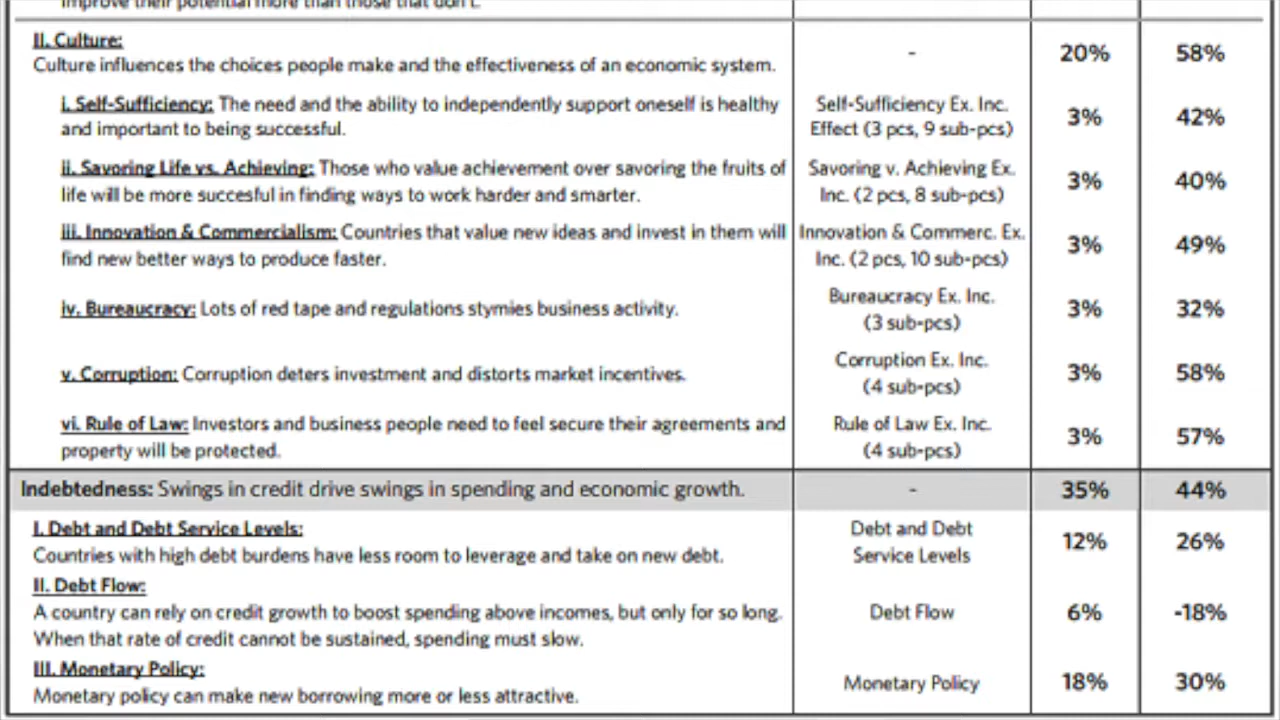 improve their potential more than those that don't.
II. Culture:
Culture influences the choices people make and the effectiveness of an economic system.
-
20%
58%
i. Self-Sufficiency: The need and the ability to independently support oneself is healthy
and important to being successful.
Self-Sufficiency Ex. Inc.
Effect (3 pcs, 9 sub-pcs)
3%
42%
ii. Savoring Life vs. Achieving: Those who value achievement over savoring the fruits of
life will be more succesful in finding ways to work harder and smarter.
Savoring v. Achieving Ex.
Inc. (2 pcs, 8 sub-pcs)
3%
40%
iii. Innovation & Commercialism: Countries that value new ideas and invest in them will
find new better ways to produce faster.
Innovation & Commerc. Ex.
Inc. (2 pcs, 10 sub-pcs)
3%
49%
iv. Bureaucracy: Lots of red tape and regulations stymies business activity.
Bureaucracy Ex. Inc.
(3 sub-pcs)
3%
32%
v. Corruption: Corruption deters investment and distorts market incentives.
Corruption Ex. Inc.
(4 sub-pcs)
3%
58%
vi. Rule of Law: Investors and business people need to feel secure their agreements and
property will be protected.
Rule of Law Ex. Inc.
(4 sub-pcs)
3%
57%
Indebtedness: Swings in credit drive swings in spending and economic growth.
-
35%
44%
I. Debt and Debt Service Levels:
Countries with high debt burdens have less room to leverage and take on new debt.
Debt and Debt
Service Levels
12%
26%
II. Debt Flow:
A country can rely on credit growth to boost spending above incomes, but only for so long.
When that rate of credit cannot be sustained, spending must slow.
Debt Flow
6%
-18%
III. Monetary Policy:
Monetary policy can make new borrowing more or less attractive.
Monetary Policy
18%
30%